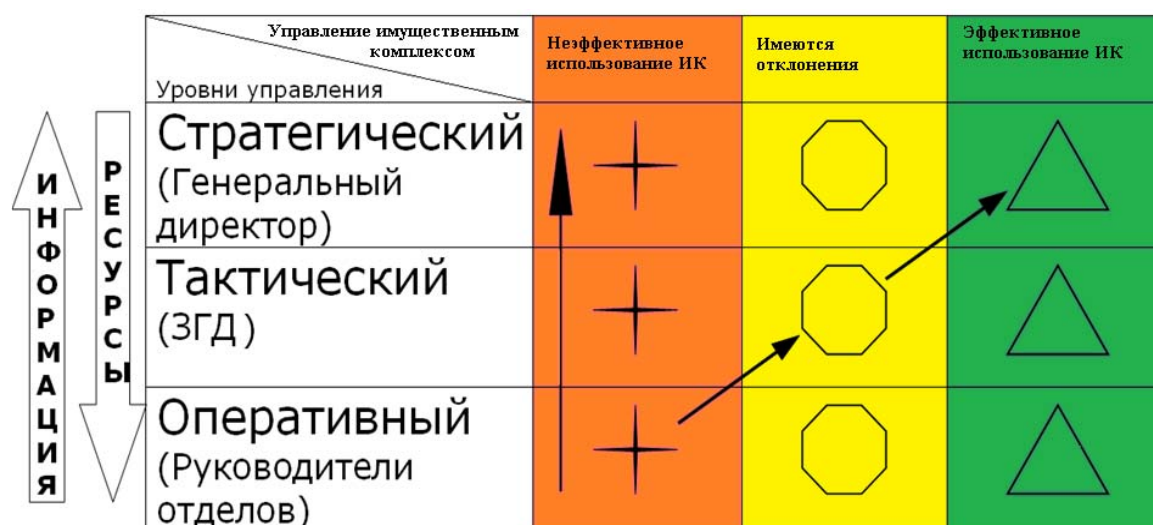 Управление имущественным
комплексом
Уровни управления
Неэффективное
использование ИК
Имеются
отклонения
Эффективное
использование ИК
ИНФОРМАЦИЯ
РЕСУРСЫ
Стратегический
(Генеральный
директор)
Тактический
(ЗГД)
Оперативный
(Руководители
отделов)